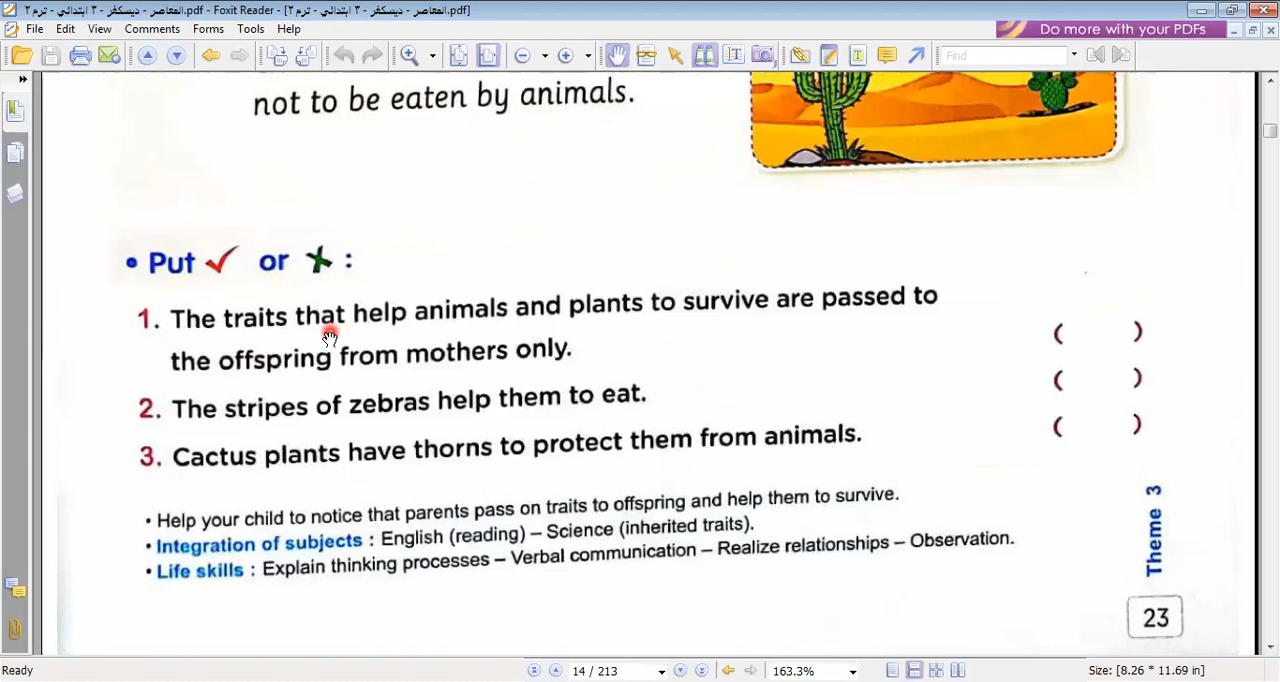 المعاصر - ديسكفر - ٣ ابتدائي - ترم ٢.pdf - Foxit Reader - [المعاصر - ديسكفر - ٣ ابتدائي - ترم ٢.pdf]
File Edit View Comments Forms Tools Help
Do more with your PDFs
Find
not to be eaten by animals.
• Put ✓ or ✗ :
1. The traits that help animals and plants to survive are passed to
the offspring from mothers only. ( )
2. The stripes of zebras help them to eat. ( )
3. Cactus plants have thorns to protect them from animals. ( )
• Help your child to notice that parents pass on traits to offspring and help them to survive.
• Integration of subjects : English (reading) – Science (inherited traits).
• Life skills : Explain thinking processes – Verbal communication – Realize relationships – Observation.
Theme 3
23
Ready
14 / 213
163.3%
Size: [8.26 * 11.69 in]